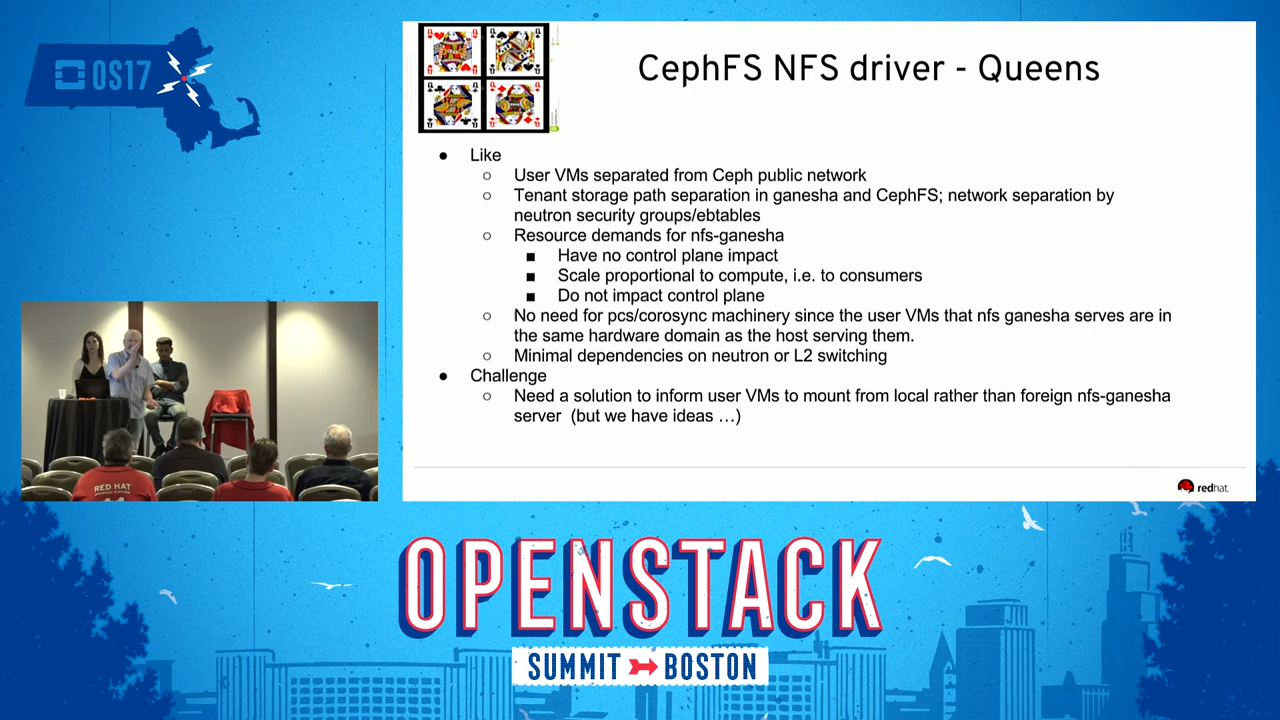 OS17
CephFS NFS driver - Queens
● Like
○ User VMs separated from Ceph public network
○ Tenant storage path separation in ganesha and CephFS; network separation by
neutron security groups/ebtables
○ Resource demands for nfs-ganesha
■ Have no control plane impact
■ Scale proportional to compute, i.e. to consumers
■ Do not impact control plane
○ No need for pcs/corosync machinery since the user VMs that nfs ganesha serves are in
the same hardware domain as the host serving them.
○ Minimal dependencies on neutron or L2 switching
● Challenge
○ Need a solution to inform user VMs to mount from local rather than foreign nfs-ganesha
server (but we have ideas ...)
redhat.
RED HAT
OPENSTACK
SUMMIT BOSTON